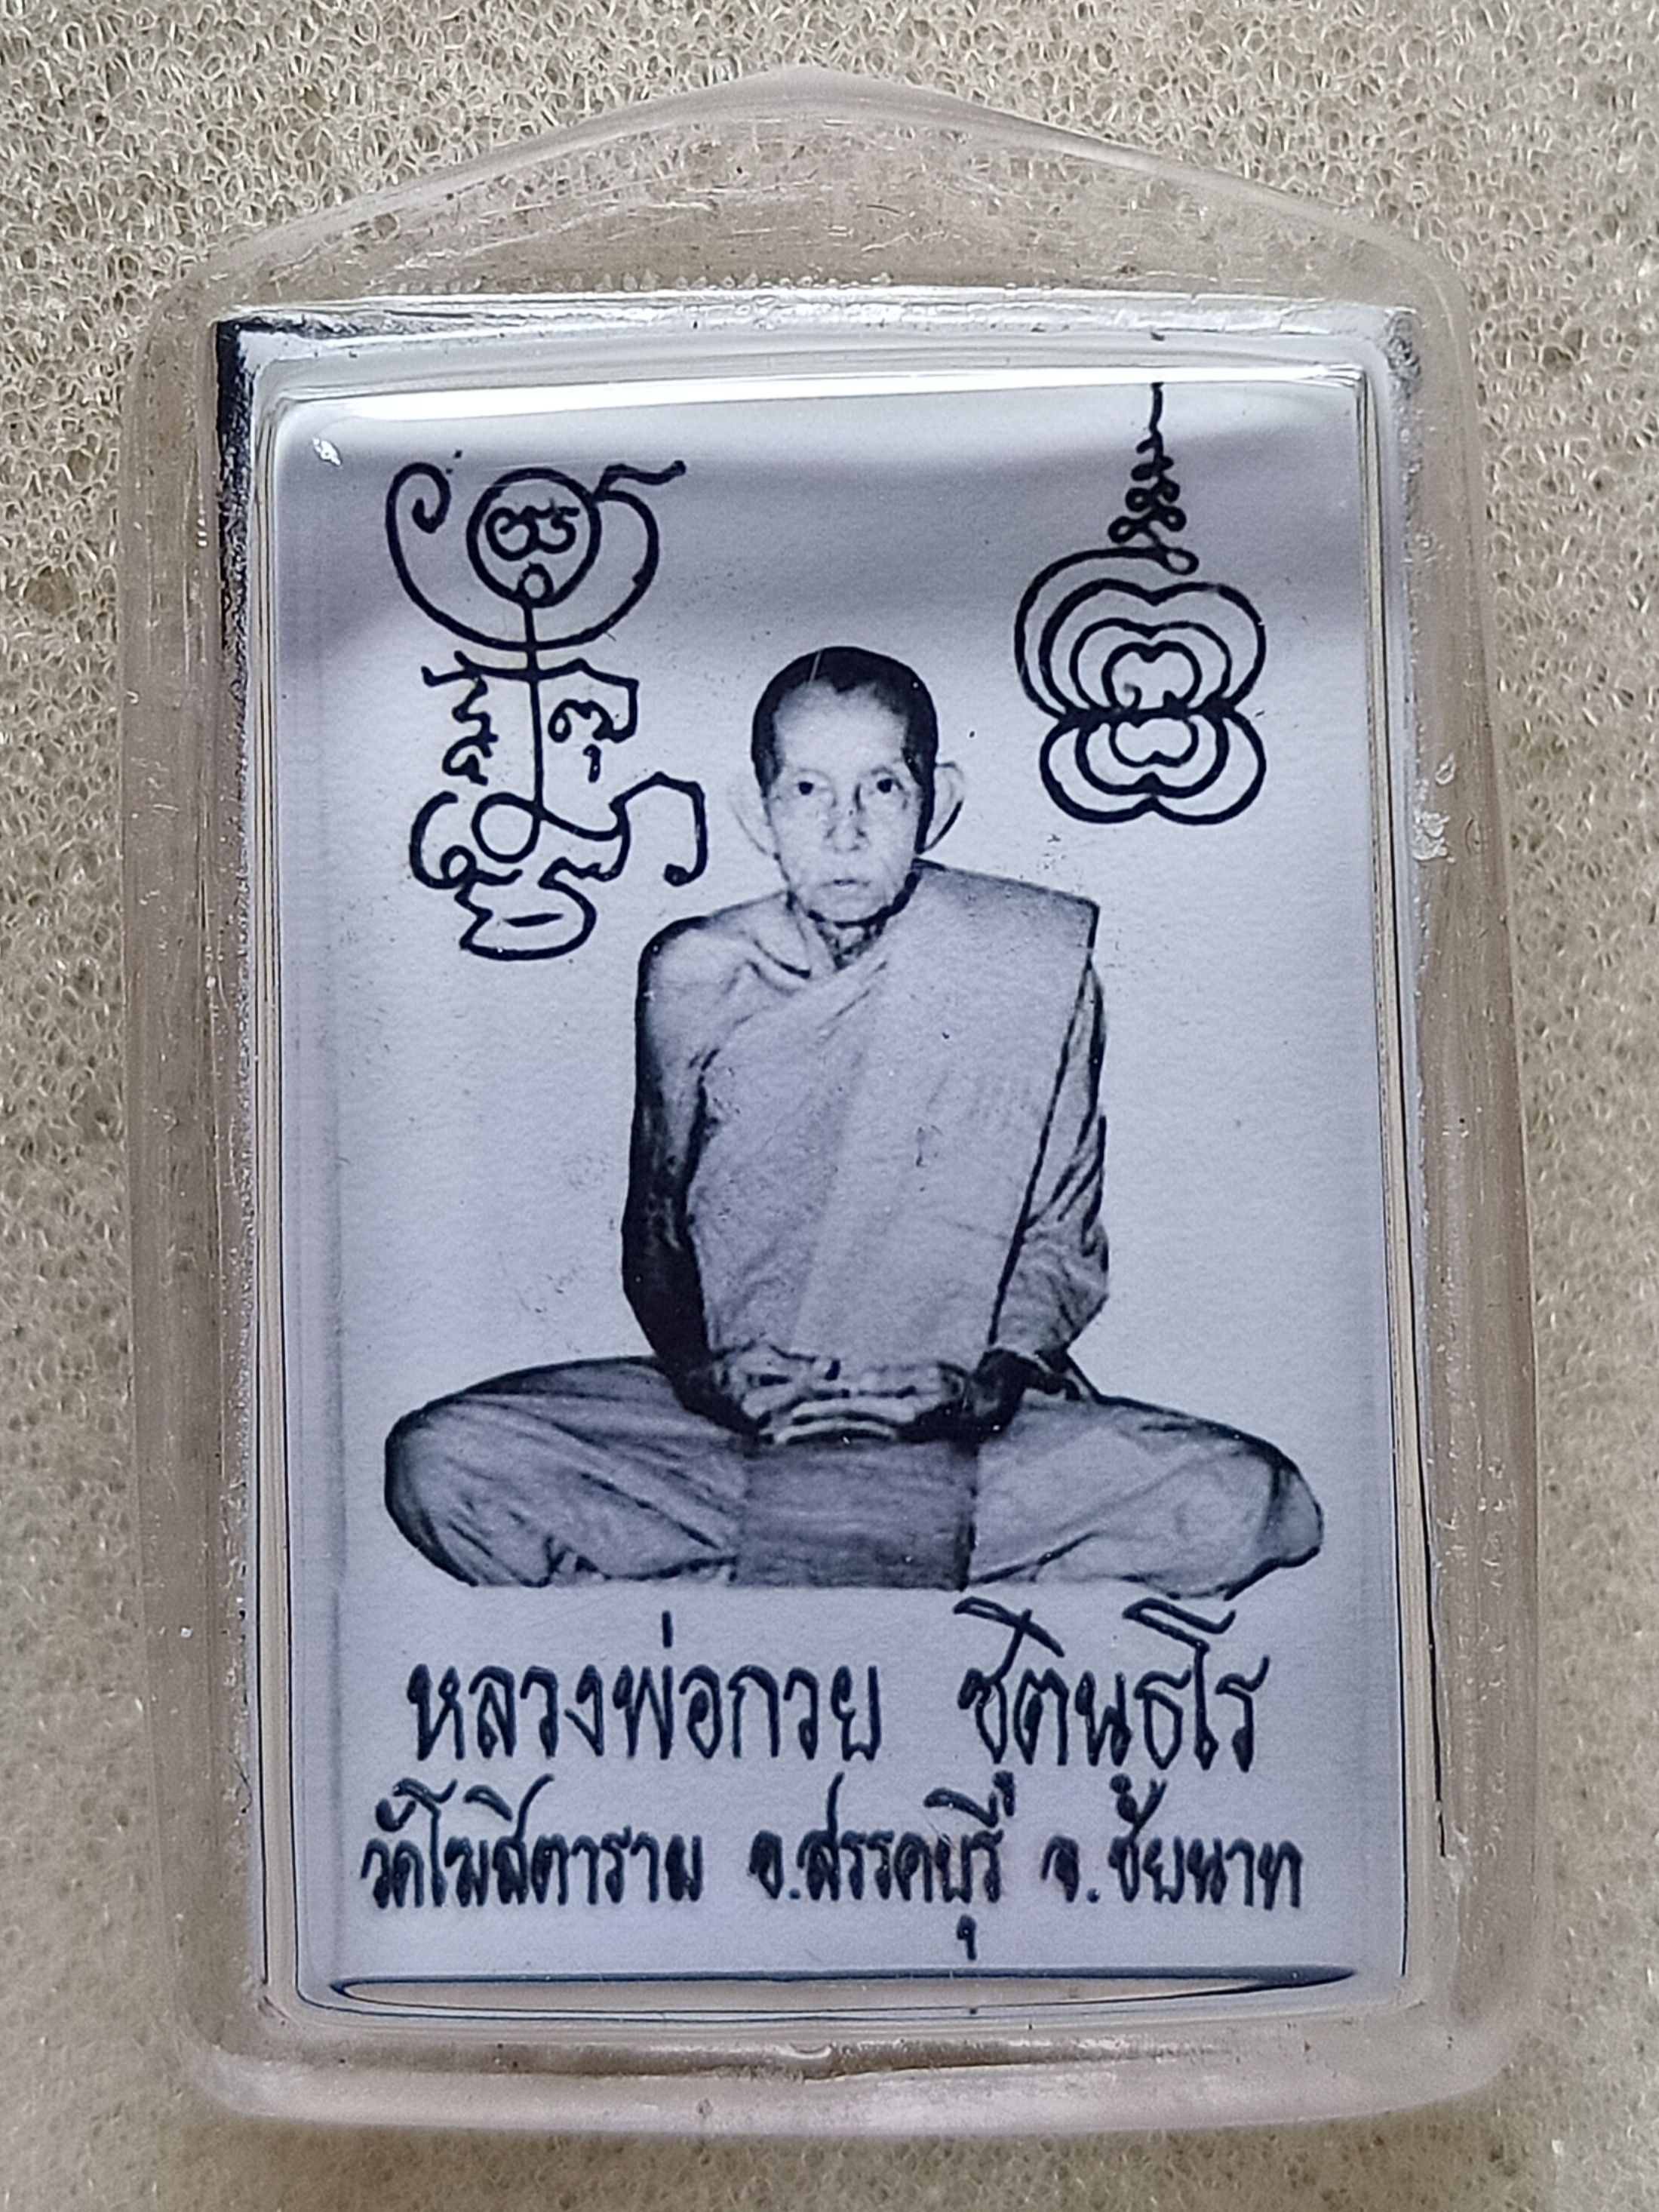 หลวงพ่อกวย ชุตินฺธโร
วัดโฆสิตาราม อ.สรรคบุรี จ.ชัยนาท